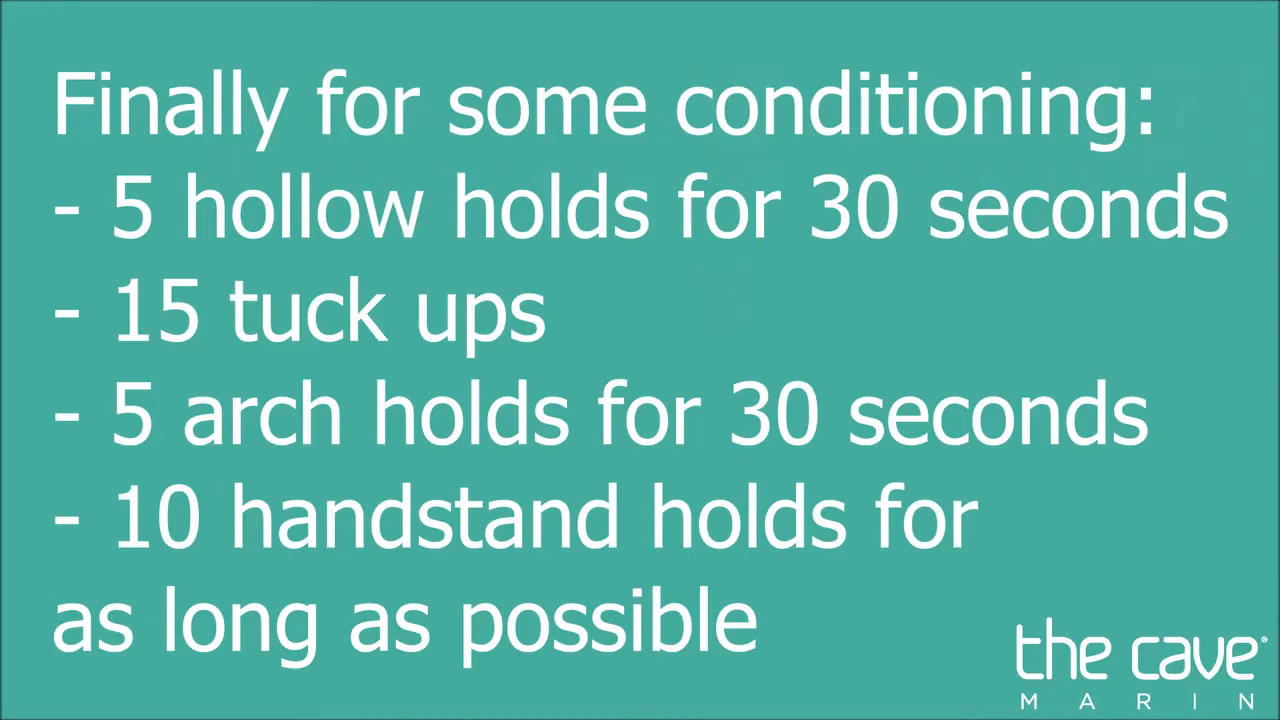 Finally for some conditioning:
- 5 hollow holds for 30 seconds
- 15 tuck ups
- 5 arch holds for 30 seconds
- 10 handstand holds for
as long as possible
the cave®
MARIN